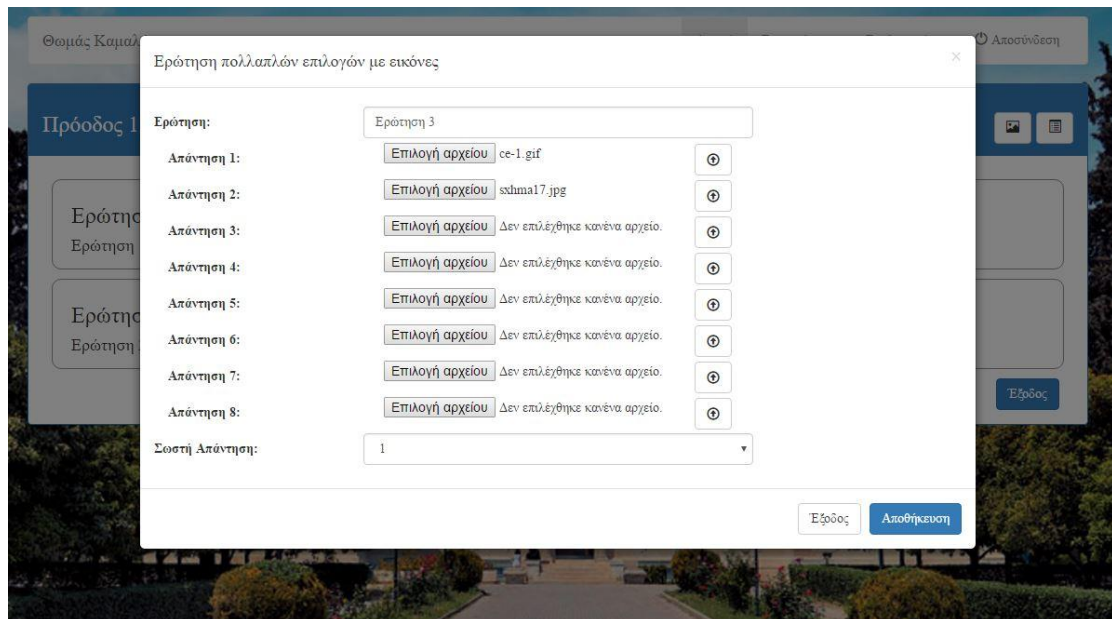 Θωμάς Καμαλ
Αποσύνδεση
Ερώτηση πολλαπλών επιλογών με εικόνες
×
Πρόοδος 1
Ερώτηση: Ερώτηση 3
Απάντηση 1: Επιλογή αρχείου ce-1.gif
Απάντηση 2: Επιλογή αρχείου sxhma17.jpg
Απάντηση 3: Επιλογή αρχείου Δεν επιλέχθηκε κανένα αρχείο.
Απάντηση 4: Επιλογή αρχείου Δεν επιλέχθηκε κανένα αρχείο.
Απάντηση 5: Επιλογή αρχείου Δεν επιλέχθηκε κανένα αρχείο.
Απάντηση 6: Επιλογή αρχείου Δεν επιλέχθηκε κανένα αρχείο.
Απάντηση 7: Επιλογή αρχείου Δεν επιλέχθηκε κανένα αρχείο.
Απάντηση 8: Επιλογή αρχείου Δεν επιλέχθηκε κανένα αρχείο.
Σωστή Απάντηση: 1
Ερώτησ
Ερώτηση
Ερώτησ
Ερώτηση
Έξοδος
Έξοδος Αποθήκευση